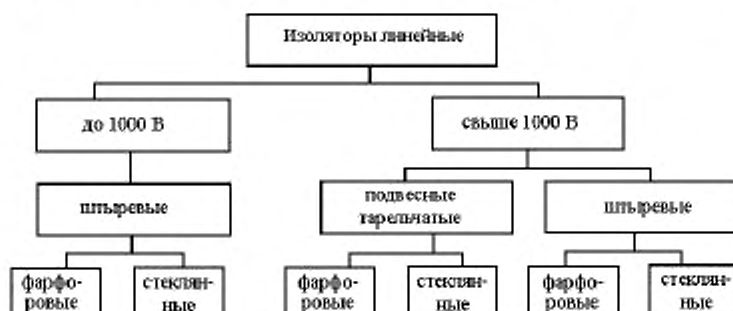 Изоляторы линейные
до 1000 В
свыше 1000 В
штыревые
подвесные
тарельчатые
штыревые
фарфо-
ровые
стеклян-
ные
фарфо-
ровые
стеклян-
ные
фарфо-
ровые
стеклян-
ные